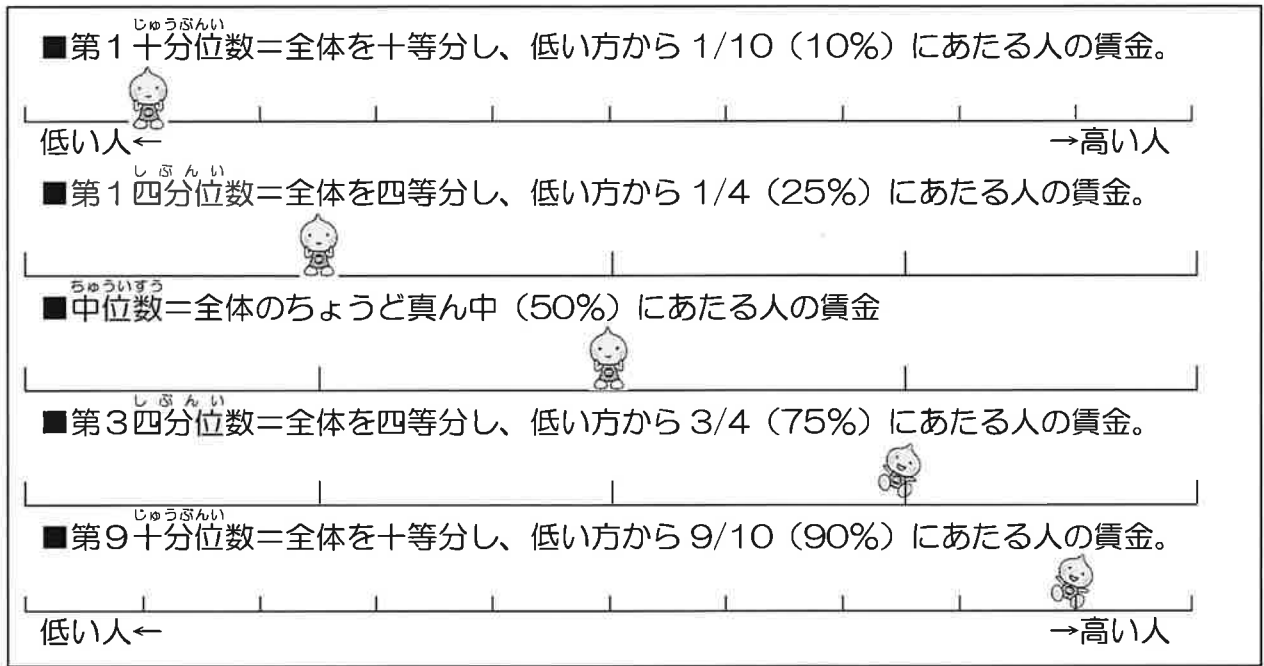 じゅうぶんい
■第1十分位数＝全体を十等分し、低い方から 1/10（10％）にあたる人の賃金。
低い人← →高い人
しぶんい
■第1四分位数＝全体を四等分し、低い方から 1/4（25％）にあたる人の賃金。
ちゅういすう
■中位数＝全体のちょうど真ん中（50％）にあたる人の賃金
しぶんい
■第3四分位数＝全体を四等分し、低い方から 3/4（75％）にあたる人の賃金。
じゅうぶんい
■第9十分位数＝全体を十等分し、低い方から 9/10（90％）にあたる人の賃金。
低い人← →高い人